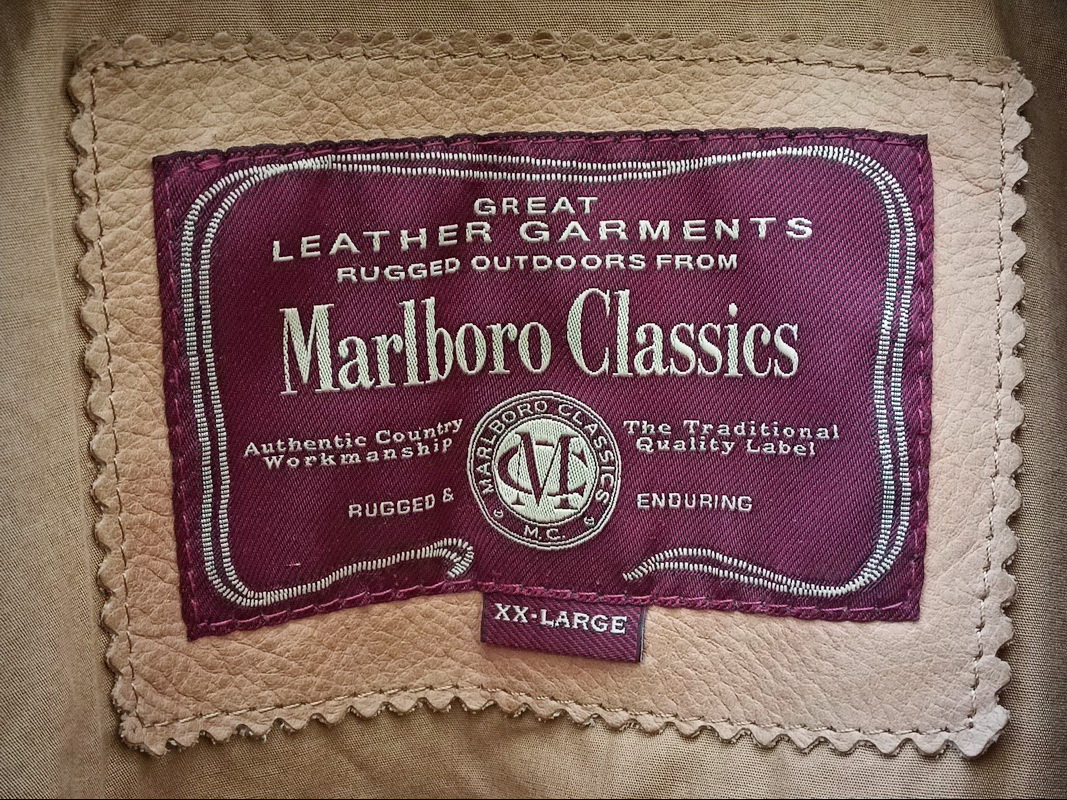 GREAT
LEATHER GARMENTS
RUGGED OUTDOORS FROM
Marlboro Classics
Authentic Country
Workmanship
The Traditional
Quality Label
RUGGED &
ENDURING
MARLBORO CLASSICS
MC
M.C.
XX-LARGE